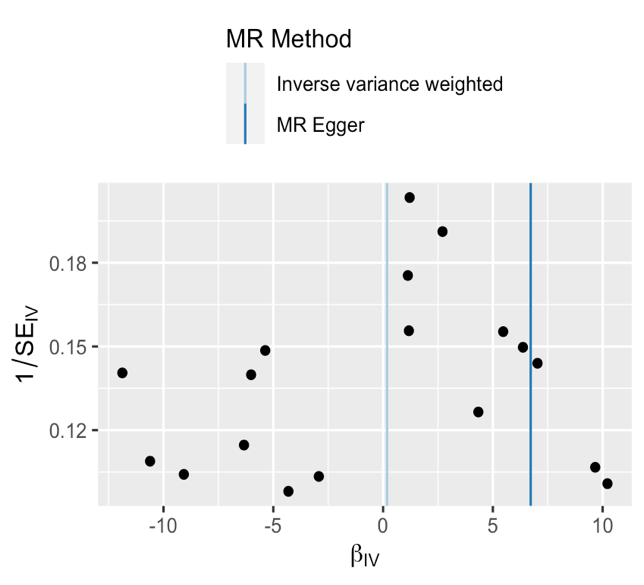 MR Method
Inverse variance weighted
MR Egger
1/SE_IV
0.18
0.15
0.12
-10 -5 0 5 10
β_IV